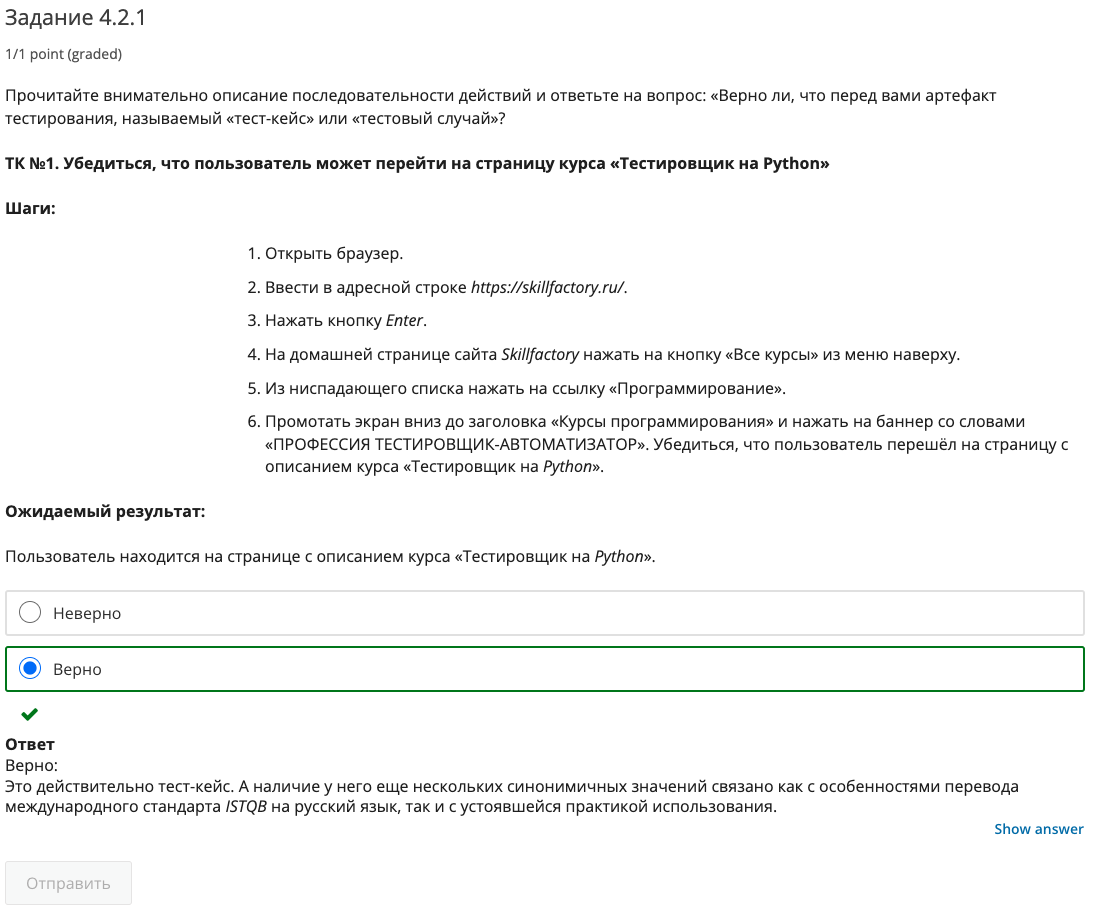 Задание 4.2.1
1/1 point (graded)
Прочитайте внимательно описание последовательности действий и ответьте на вопрос: «Верно ли, что перед вами артефакт
тестирования, называемый «тест-кейс» или «тестовый случай»?
ТК №1. Убедиться, что пользователь может перейти на страницу курса «Тестировщик на Python»
Шаги:
1. Открыть браузер.
2. Ввести в адресной строке https://skillfactory.ru/.
3. Нажать кнопку Enter.
4. На домашней странице сайта Skillfactory нажать на кнопку «Все курсы» из меню наверху.
5. Из ниспадающего списка нажать на ссылку «Программирование».
6. Промотать экран вниз до заголовка «Курсы программирования» и нажать на баннер со словами
«ПРОФЕССИЯ ТЕСТИРОВЩИК-АВТОМАТИЗАТОР». Убедиться, что пользователь перешёл на страницу с
описанием курса «Тестировщик на Python».
Ожидаемый результат:
Пользователь находится на странице с описанием курса «Тестировщик на Python».
Неверно
Верно
Ответ
Верно:
Это действительно тест-кейс. А наличие у него еще нескольких синонимичных значений связано как с особенностями перевода
международного стандарта ISTQB на русский язык, так и с устоявшейся практикой использования.
Show answer
Отправить